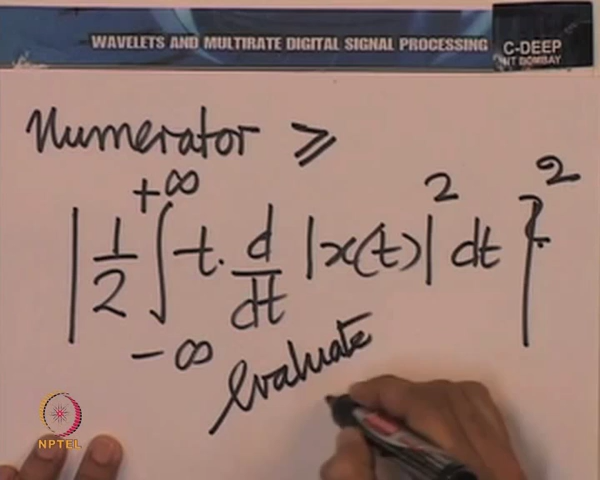 WAVELETS AND MULTIRATE DIGITAL SIGNAL PROCESSING
C-DEEP
IIT BOMBAY
Numerator ≥
| 1/2 ∫_{-∞}^{+∞} t. d/dt |x(t)|^2 dt |^2
evaluate
NPTEL